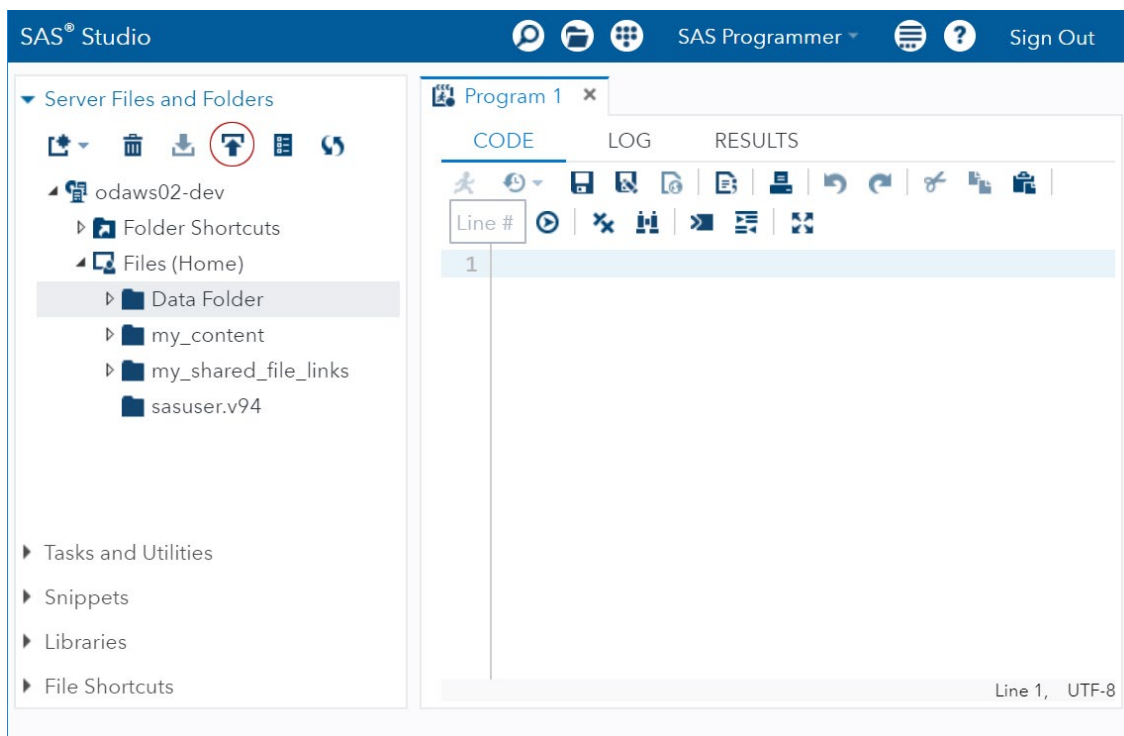 SAS® Studio
SAS Programmer
Sign Out
Server Files and Folders
odaws02-dev
Folder Shortcuts
Files (Home)
Data Folder
my_content
my_shared_file_links
sasuser.v94
Tasks and Utilities
Snippets
Libraries
File Shortcuts
Program 1
CODE LOG RESULTS
Line #
1
Line 1, UTF-8